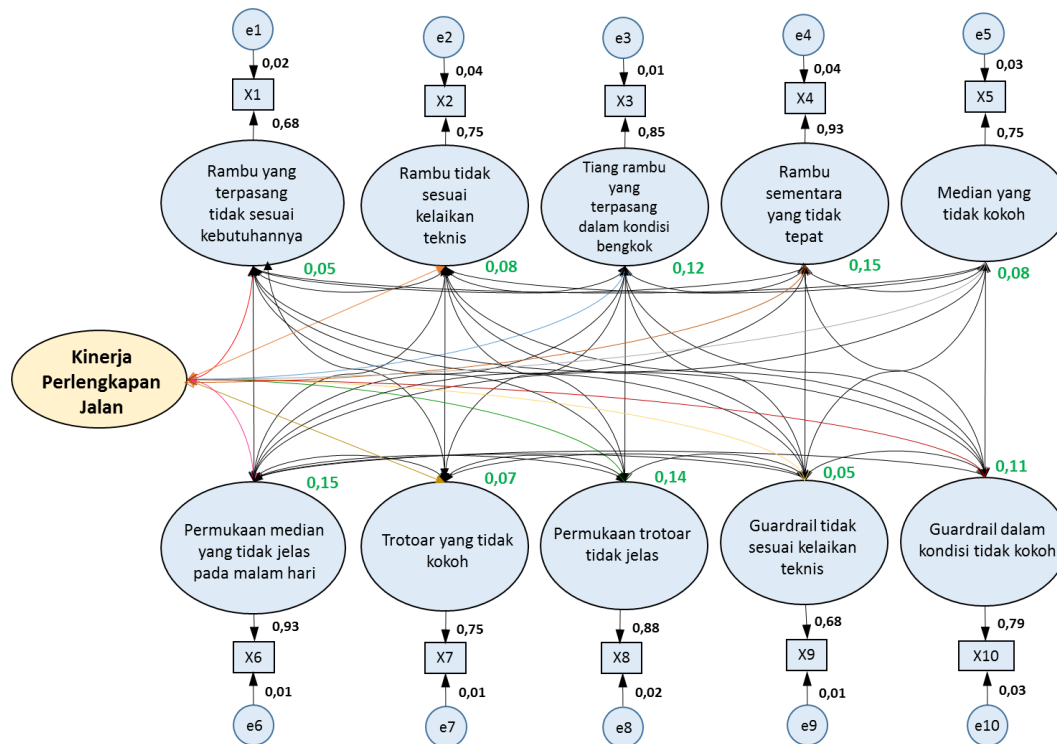 e1
e2
e3
e4
e5
0,02
0,04
0,01
0,04
0,03
X1
X2
X3
X4
X5
0,68
0,75
0,85
0,93
0,75
Rambu yang
terpasang
tidak sesuai
kebutuhannya
Rambu tidak
sesuai
kelaikan
teknis
Tiang rambu
yang
terpasang
dalam kondisi
bengkok
Rambu
sementara
yang tidak
tepat
Median yang
tidak kokoh
0,05
0,08
0,12
0,15
0,08
Kinerja
Perlengkapan
Jalan
0,15
0,07
0,14
0,05
0,11
Permukaan median
yang tidak jelas
pada malam hari
Trotoar yang tidak
kokoh
Permukaan trotoar
tidak jelas
Guardrail tidak
sesuai kelaikan
teknis
Guardrail dalam
kondisi tidak kokoh
0,93
0,75
0,88
0,68
0,79
X6
X7
X8
X9
X10
0,01
0,01
0,02
0,01
0,03
e6
e7
e8
e9
e10